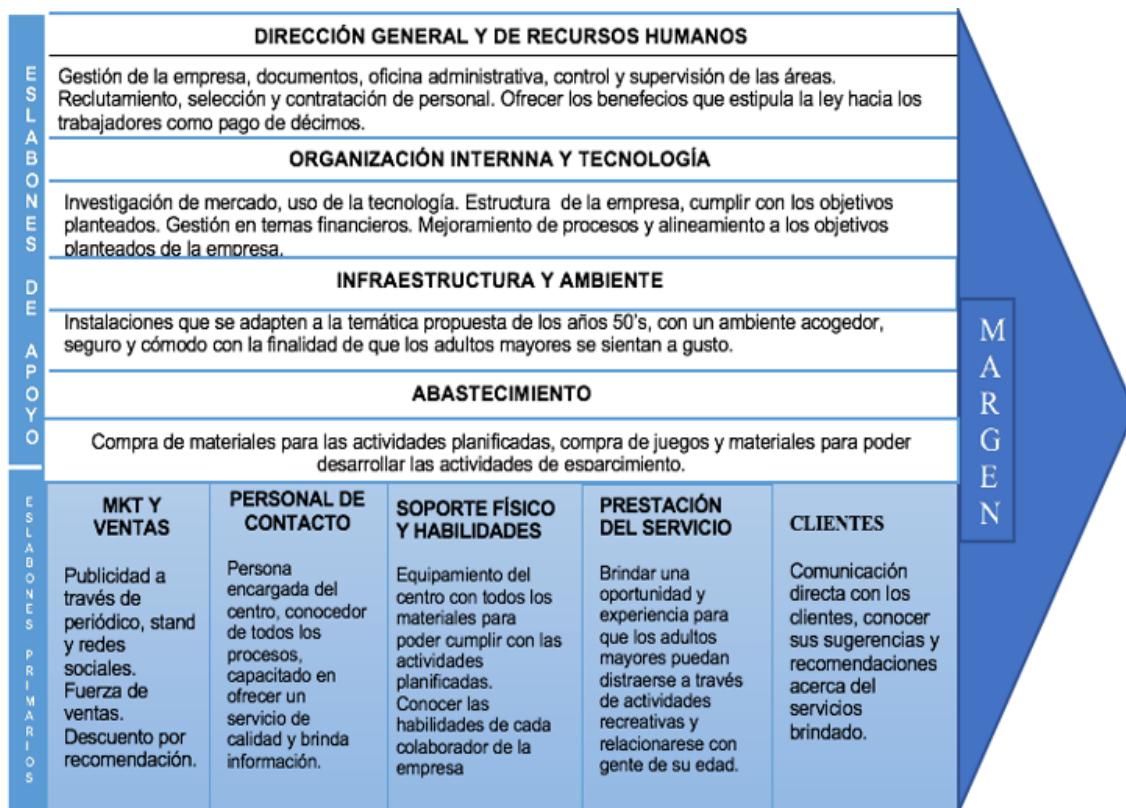 ESLABONES DE APOYO
DIRECCIÓN GENERAL Y DE RECURSOS HUMANOS
Gestión de la empresa, documentos, oficina administrativa, control y supervisión de las áreas.
Reclutamiento, selección y contratación de personal. Ofrecer los benefecios que estipula la ley hacia los
trabajadores como pago de décimos.
ORGANIZACIÓN INTERNNA Y TECNOLOGÍA
Investigación de mercado, uso de la tecnología. Estructura de la empresa, cumplir con los objetivos
planteados. Gestión en temas financieros. Mejoramiento de procesos y alineamiento a los objetivos
planteados de la empresa.
INFRAESTRUCTURA Y AMBIENTE
Instalaciones que se adapten a la temática propuesta de los años 50's, con un ambiente acogedor,
seguro y cómodo con la finalidad de que los adultos mayores se sientan a gusto.
ABASTECIMIENTO
Compra de materiales para las actividades planificadas, compra de juegos y materiales para poder
desarrollar las actividades de esparcimiento.
ESLABONES PRIMARIOS
MKT Y
VENTAS
Publicidad a
través de
periódico, stand
y redes
sociales.
Fuerza de
ventas.
Descuento por
recomendación.
PERSONAL DE
CONTACTO
Persona
encargada del
centro, conocedor
de todos los
procesos,
capacitado en
ofrecer un
servicio de
calidad y brinda
información.
SOPORTE FÍSICO
Y HABILIDADES
Equipamiento del
centro con todos los
materiales para
poder cumplir con las
actividades
planificadas.
Conocer las
habilidades de cada
colaborador de la
empresa
PRESTACIÓN
DEL SERVICIO
Brindar una
oportunidad y
experiencia para
que los adultos
mayores puedan
distraerse a través
de actividades
recreativas y
relacionarese con
gente de su edad.
CLIENTES
Comunicación
directa con los
clientes, conocer
sus sugerencias y
recomendaciones
acerca del
servicios
brindado.
MARGEN